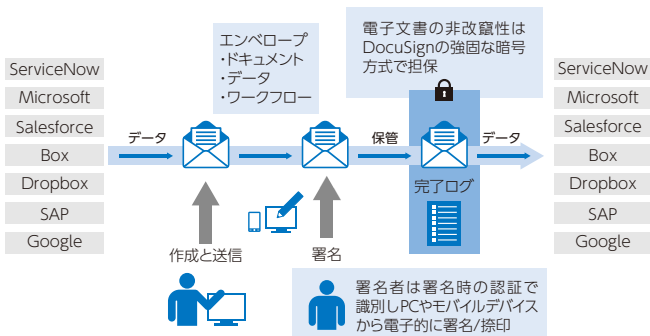 エンベロープ
・ドキュメント
・データ
・ワークフロー
電子文書の非改竄性は
DocuSignの強固な暗号
方式で担保
ServiceNow
Microsoft
Salesforce
Box
Dropbox
SAP
Google
データ
保管
データ
完了ログ
作成と送信
署名
署名者は署名時の認証で
識別しPCやモバイルデバイス
から電子的に署名/捺印
ServiceNow
Microsoft
Salesforce
Box
Dropbox
SAP
Google